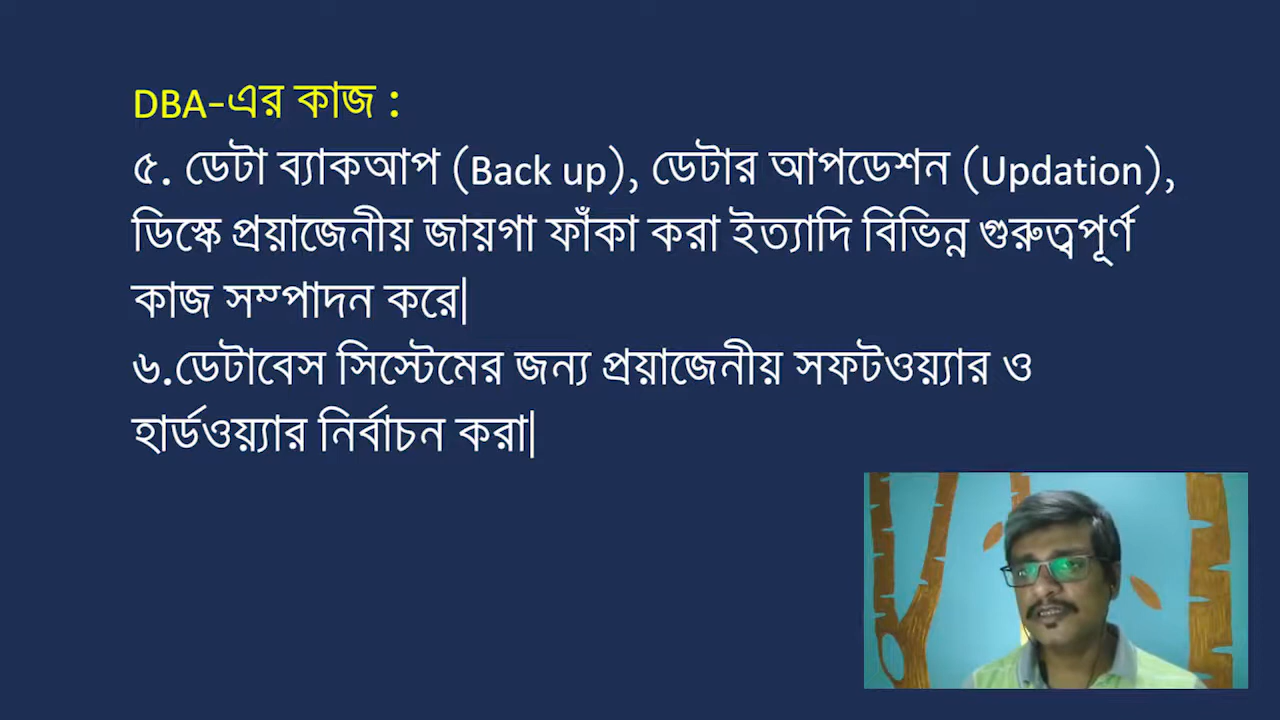 DBA-এর কাজ :
৫. ডেটা ব্যাকআপ (Back up), ডেটার আপডেশন (Updation),
ডিস্কে প্রয়াজেনীয় জায়গা ফাঁকা করা ইত্যাদি বিভিন্ন গুরুত্বপূর্ণ
কাজ সম্পাদন করে|
৬.ডেটাবেস সিস্টেমের জন্য প্রয়াজেনীয় সফটওয়্যার ও
হার্ডওয়্যার নির্বাচন করা|